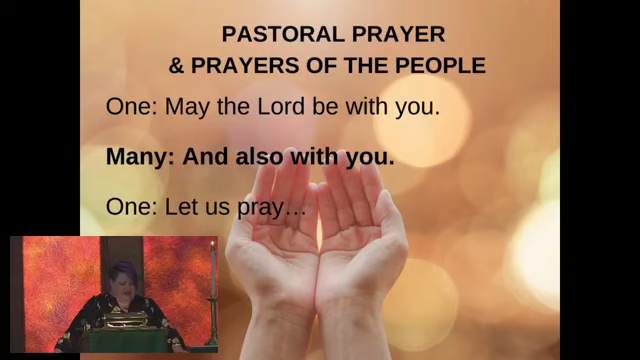 PASTORAL PRAYER
& PRAYERS OF THE PEOPLE
One: May the Lord be with you.
Many: And also with you.
One: Let us pray…